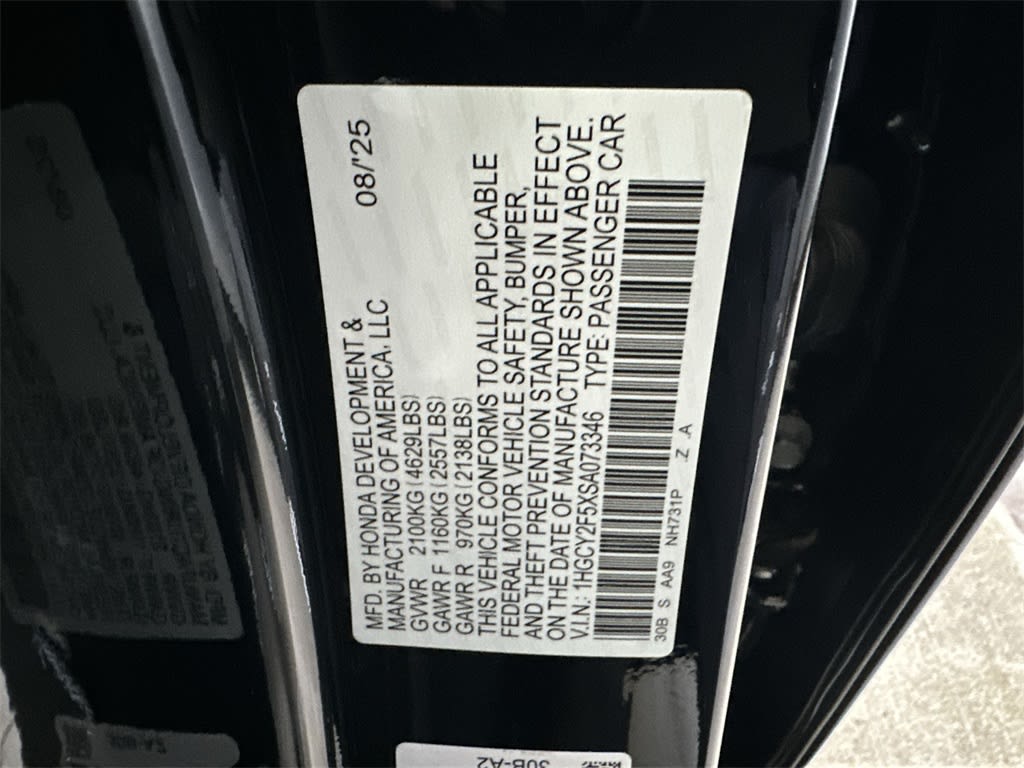 08/'25
MFD. BY HONDA DEVELOPMENT &
MANUFACTURING OF AMERICA, LLC
GVWR 2100KG (4629LBS)
GAWR F 1160KG (2557LBS)
GAWR R 970KG (2138LBS)
THIS VEHICLE CONFORMS TO ALL APPLICABLE
FEDERAL MOTOR VEHICLE SAFETY, BUMPER,
AND THEFT PREVENTION STANDARDS IN EFFECT
ON THE DATE OF MANUFACTURE SHOWN ABOVE.
V.I.N.: 1HGCY2F5XSA073346 TYPE: PASSENGER CAR
30B S AA9 NH731P .Z .A
30B-A2